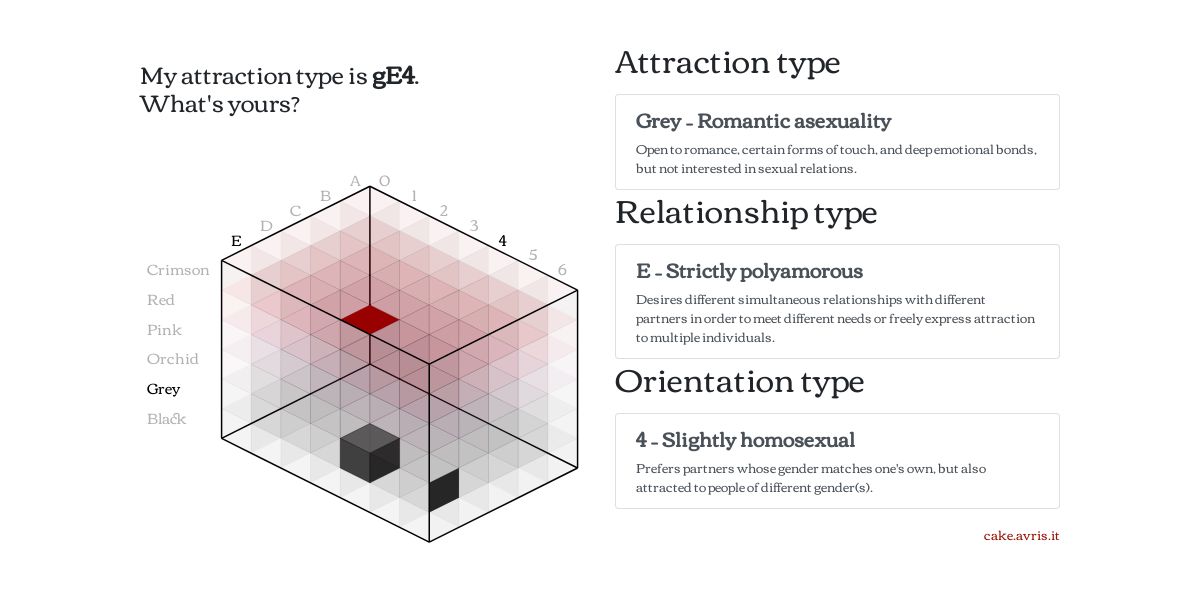 My attraction type is gE4.
What's yours?
A
O
B
1
C
2
D
3
E
4
5
6
Crimson
Red
Pink
Orchid
Grey
Black
Attraction type
Grey – Romantic asexuality
Open to romance, certain forms of touch, and deep emotional bonds,
but not interested in sexual relations.
Relationship type
E – Strictly polyamorous
Desires different simultaneous relationships with different
partners in order to meet different needs or freely express attraction
to multiple individuals.
Orientation type
4 – Slightly homosexual
Prefers partners whose gender matches one's own, but also
attracted to people of different gender(s).
cake.avris.it